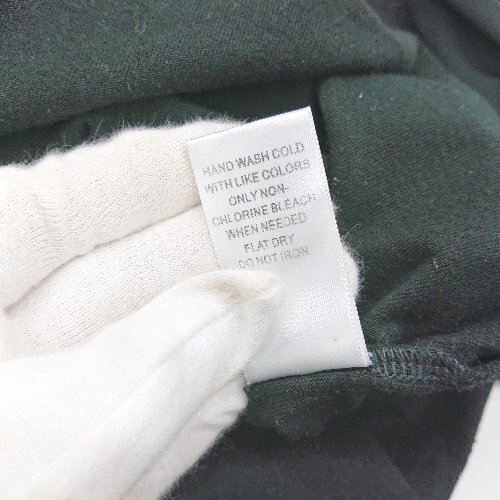 HAND WASH COLD
WITH LIKE COLORS
ONLY NON-
CHLORINE BLEACH
WHEN NEEDED
FLAT DRY
DO NOT IRON